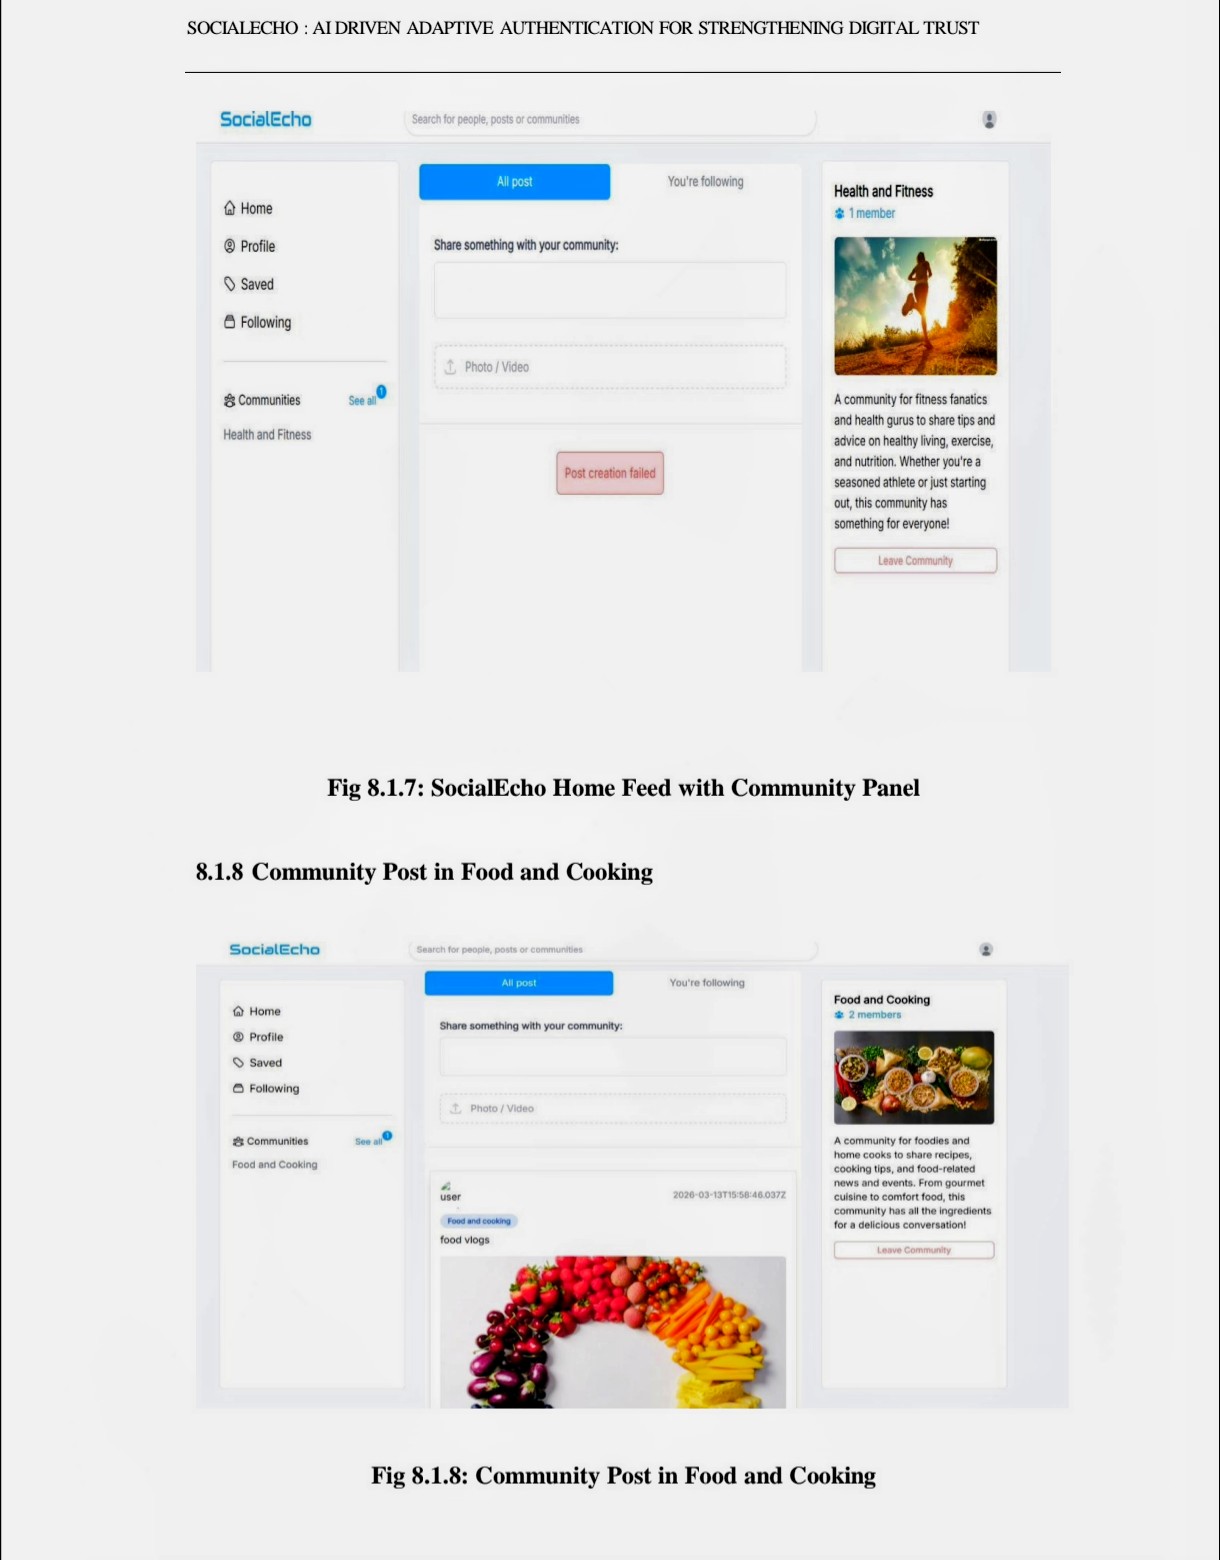 SOCIALECHO : AI DRIVEN ADAPTIVE AUTHENTICATION FOR STRENGTHENING DIGITAL TRUST
SocialEcho
Search for people, posts or communities
Home
Profile
Saved
Following
Communities
See all
1
Health and Fitness
All post
You're following
Share something with your community:
Photo / Video
Post creation failed
Health and Fitness
1 member
A community for fitness fanatics
and health gurus to share tips and
advice on healthy living, exercise,
and nutrition. Whether you're a
seasoned athlete or just starting
out, this community has
something for everyone!
Leave Community
Fig 8.1.7: SocialEcho Home Feed with Community Panel
8.1.8 Community Post in Food and Cooking
SocialEcho
Search for people, posts or communities
Home
Profile
Saved
Following
Communities
See all
1
Food and Cooking
All post
You're following
Share something with your community:
Photo / Video
user
2026-03-13T15:58:46.037Z
Food and cooking
food vlogs
Food and Cooking
2 members
A community for foodies and
home cooks to share recipes,
cooking tips, and food-related
news and events. From gourmet
cuisine to comfort food, this
community has all the ingredients
for a delicious conversation!
Leave Community
Fig 8.1.8: Community Post in Food and Cooking